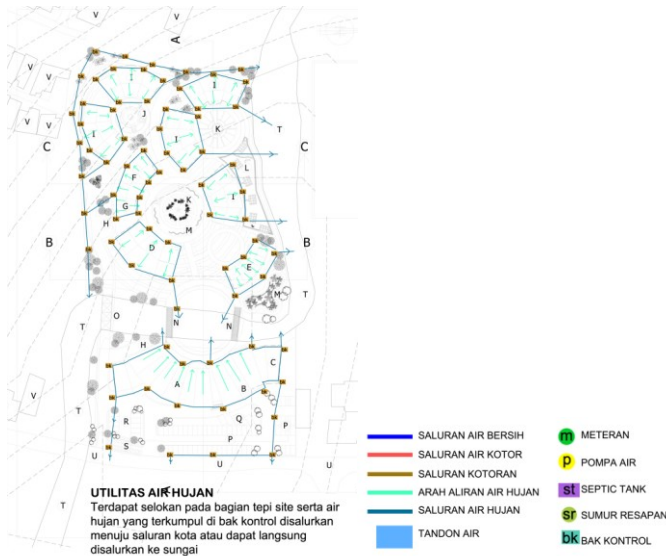 V V A
V
V
V V
I I
J
K T
C I I C
F L
K I
G
H M
B D B
E
M T
O
T N N
H
C
A
V B
R Q
T S P P
U U U
T
UTILITAS AIR HUJAN
Terdapat selokan pada bagian tepi site serta air
hujan yang terkumpul di bak kontrol disalurkan
menuju saluran kota atau dapat langsung
disalurkan ke sungai
SALURAN AIR BERSIH
SALURAN AIR KOTOR
SALURAN KOTORAN
ARAH ALIRAN AIR HUJAN
SALURAN AIR HUJAN
TANDON AIR
m METERAN
p POMPA AIR
st SEPTIC TANK
sr SUMUR RESAPAN
bk BAK KONTROL